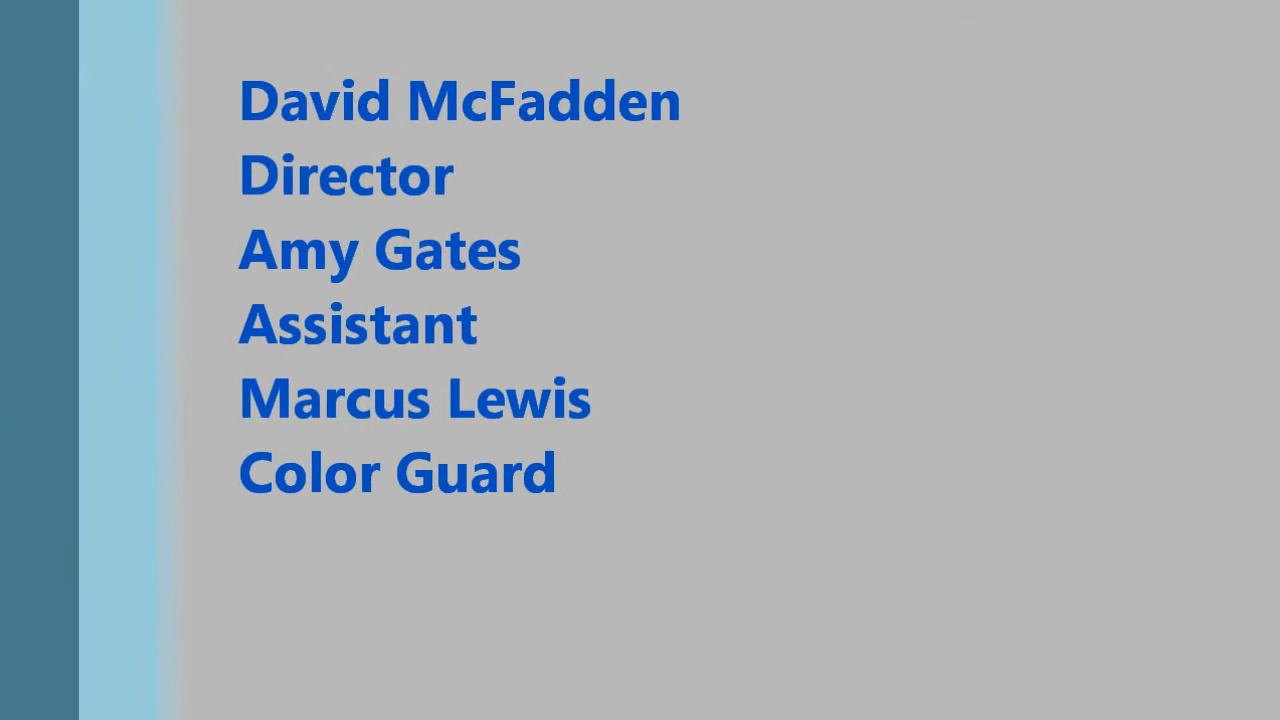 David McFadden
Director
Amy Gates
Assistant
Marcus Lewis
Color Guard